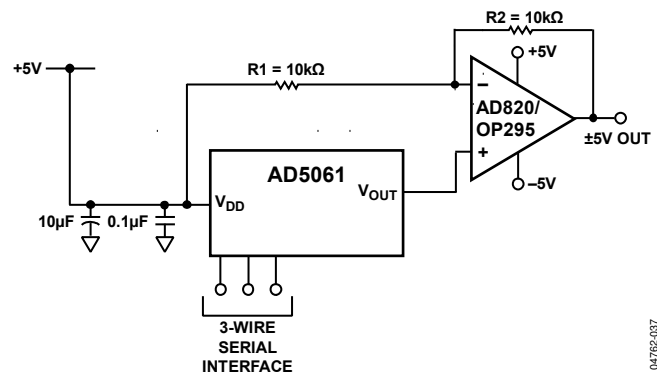 R2 = 10kΩ
+5V
R1 = 10kΩ
+5V
–
AD820/
OP295
+
–5V
±5V OUT
AD5061
VDD
VOUT
10µF
0.1µF
3-WIRE
SERIAL
INTERFACE
04762-037